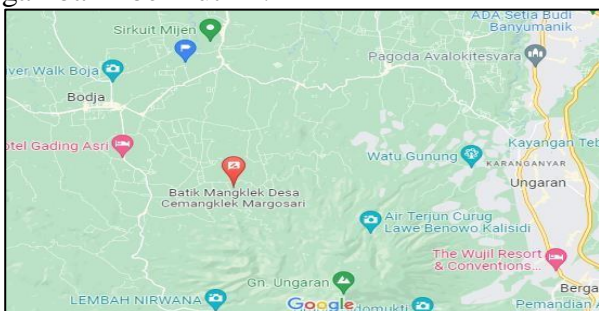 Sirkuit Mijen
ADA Setia Budi
Banyumanik
Pagoda Avalokitesvara
ver Walk Boja
Bodja
tel Gading Asri
Watu Gunung
Kayangan Teb
KARANGANYAR
Ungaran
Batik Mangklek Desa
Cemangklek Margosari
Air Terjun Curug
Lawe Benowo Kalisidi
The Wujil Resort
& Conventions...
Gn. Ungaran
Berga
LEMBAH NIRWANA
Google
domukti
Pemandian A